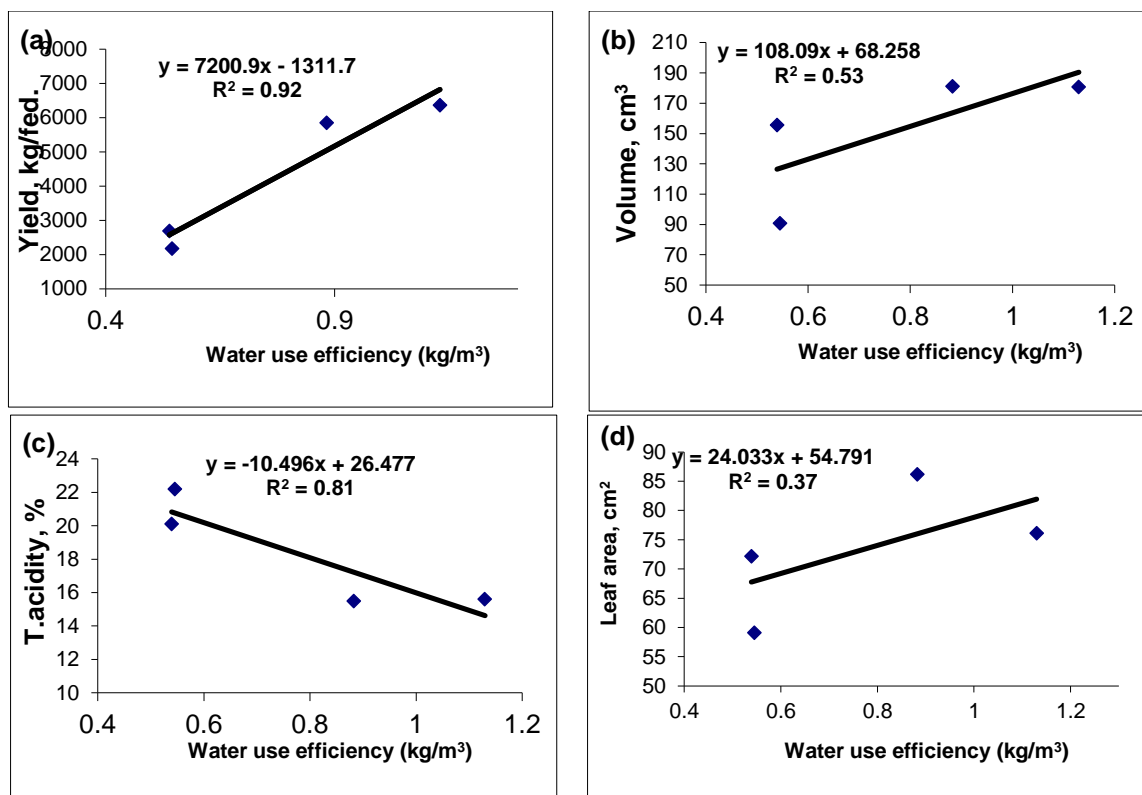 (a)
y = 7200.9x - 1311.7
R² = 0.92
8000
7000
6000
5000
4000
3000
2000
1000
0.4 0.9
Yield, kg/fed.
Water use efficiency (kg/m³)
(b)
y = 108.09x + 68.258
R² = 0.53
210
190
170
150
130
110
90
70
50
0.4 0.6 0.8 1 1.2
Volume, cm³
Water use efficiency (kg/m³)
(c)
y = -10.496x + 26.477
R² = 0.81
24
22
20
18
16
14
12
10
0.4 0.6 0.8 1 1.2
T.acidity, %
Water use efficiency (kg/m³)
(d)
y = 24.033x + 54.791
R² = 0.37
90
85
80
75
70
65
60
55
50
0.4 0.6 0.8 1 1.2
Leaf area, cm²
Water use efficiency (kg/m³)